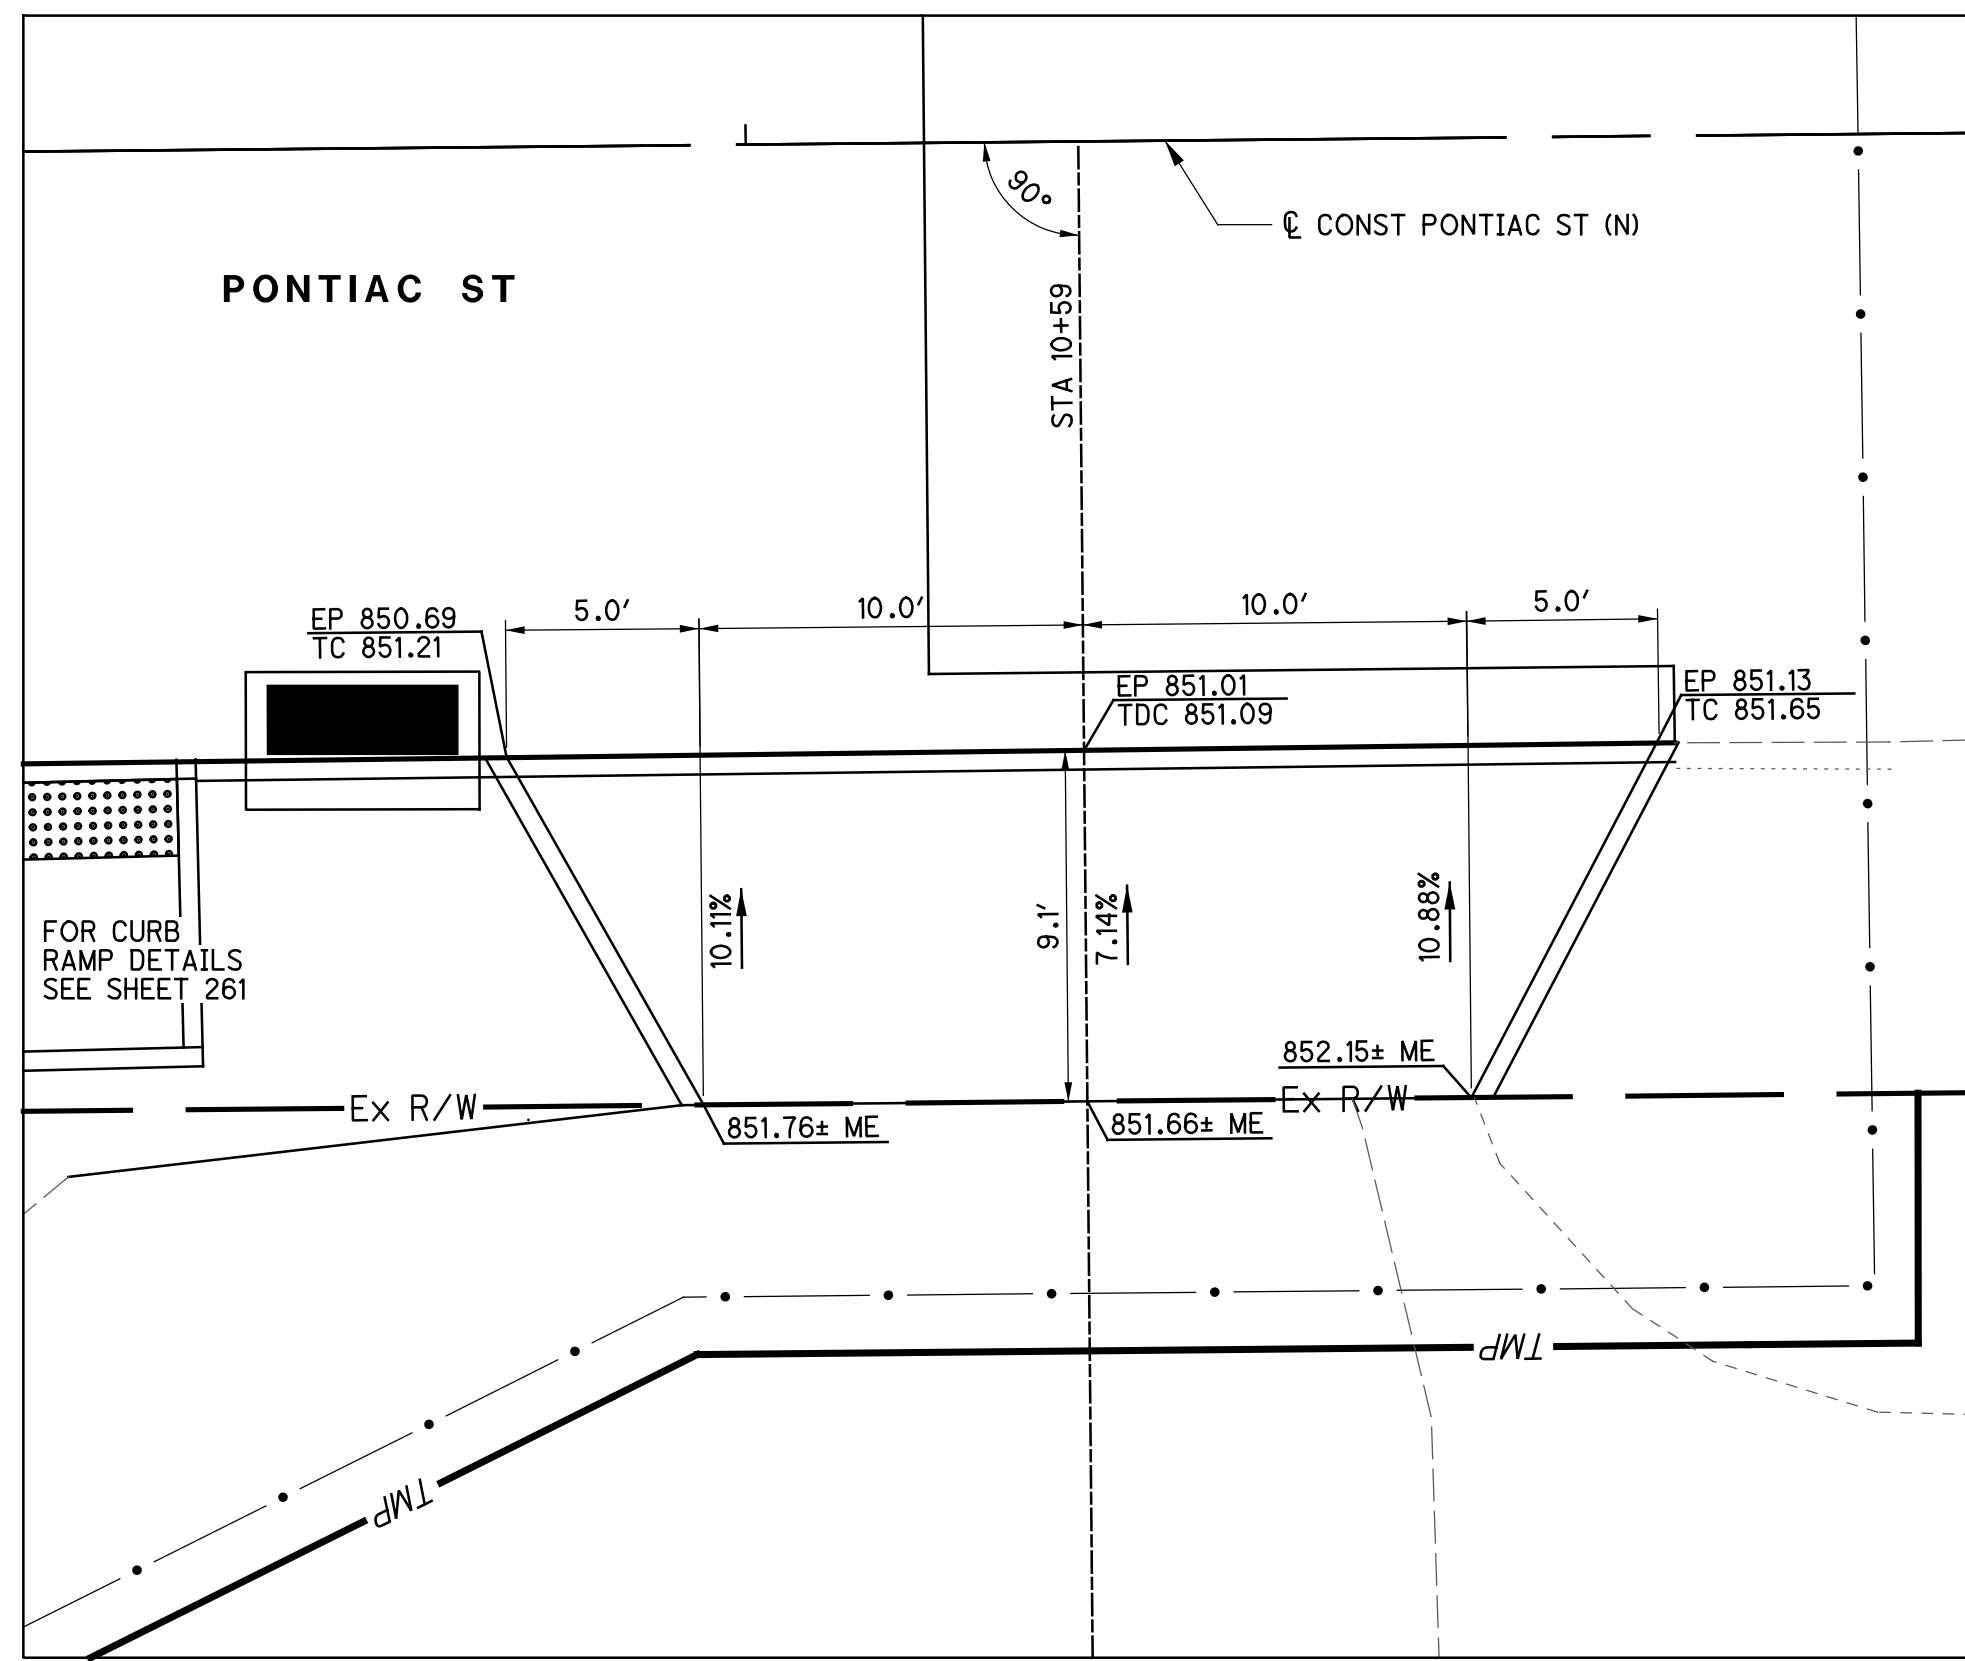 90°
℄ CONST PONTIAC ST (N)
PONTIAC ST
STA 10+59
5.0'
10.0'
10.0'
5.0'
EP 850.69
TC 851.21
EP 851.01
TDC 851.09
EP 851.13
TC 851.65
10.11%
9.1'
7.14%
10.88%
FOR CURB
RAMP DETAILS
SEE SHEET 261
852.15± ME
Ex R/W
Ex R/W
851.76± ME
851.66± ME
TMP
TMP